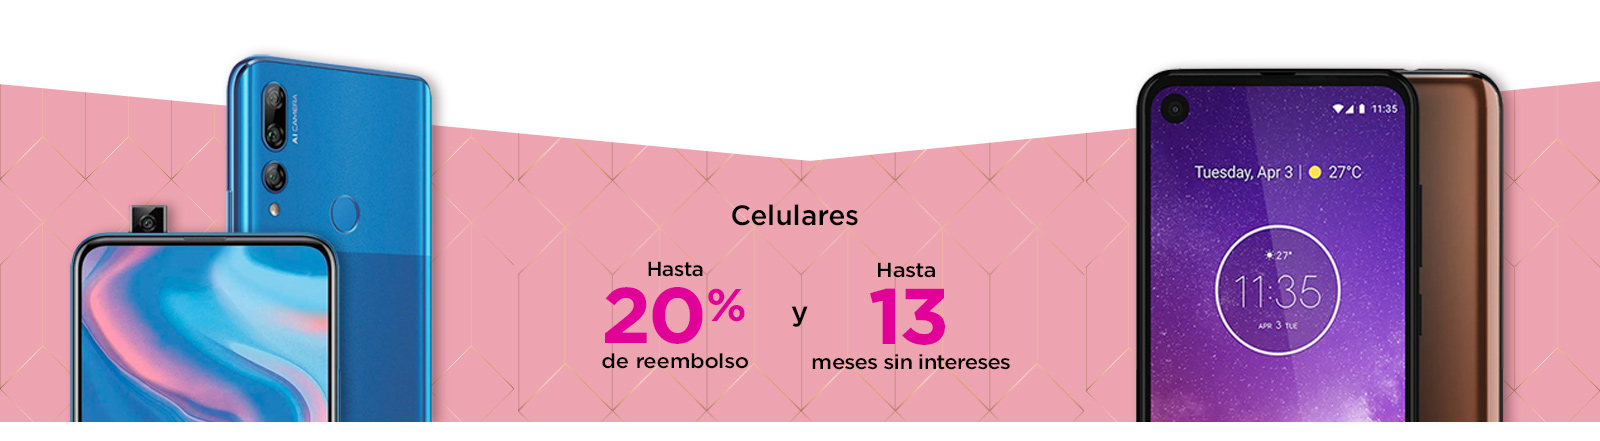 AI CAMERA
11:35
Tuesday, Apr 3 | 27°C
Celulares
Hasta
20%
de reembolso
y
Hasta
13
meses sin intereses
27°
11:35
APR 3 TUE